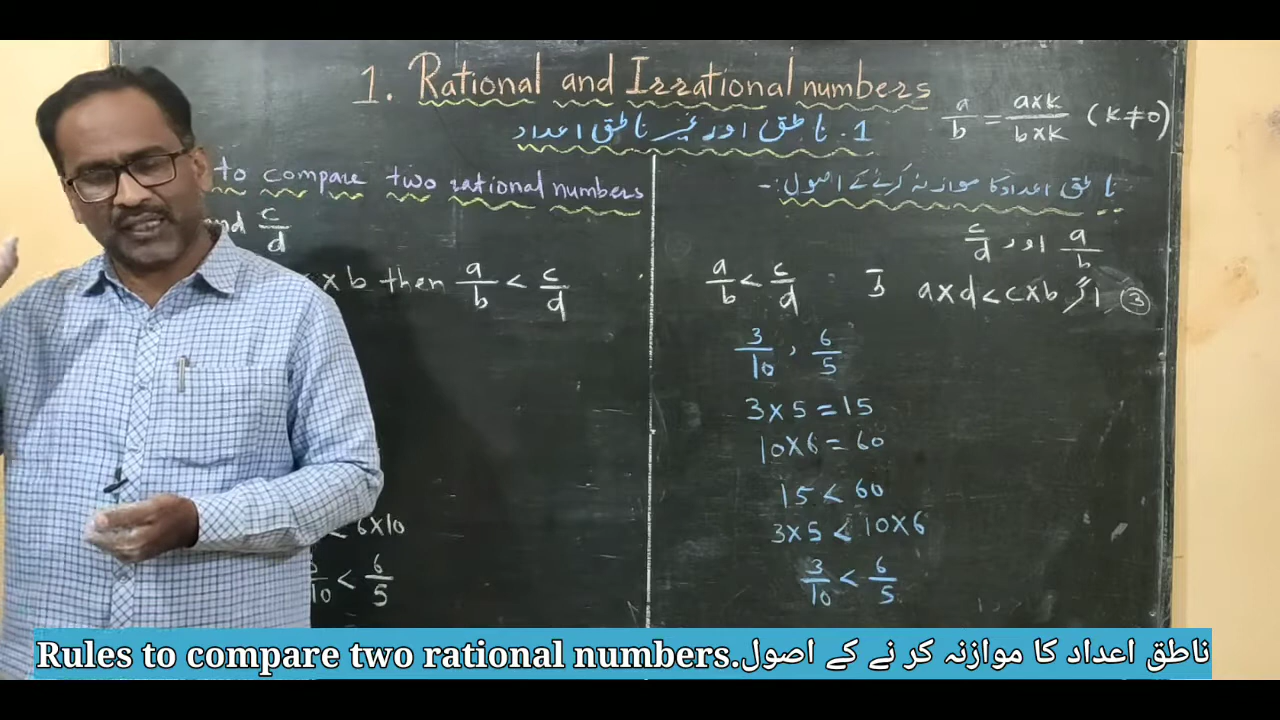 1. Rational and Irrational numbers
1. ناطق اور غیر ناطق اعداد
a/b = a×k/b×k (k≠0)
to compare two rational numbers
c/d
×b then a/b < c/d
6×10
10 < 6/5
ناطق اعداد کا موازنہ کرنے کے اصول:-
a/b اور c/d
③ اگر a×d<c×b تو a/b < c/d
3/10 , 6/5
3×5=15
10×6=60
15<60
3×5<10×6
3/10 < 6/5
Rules to compare two rational numbers.ناطق اعداد کا موازنہ کر نے کے اصول